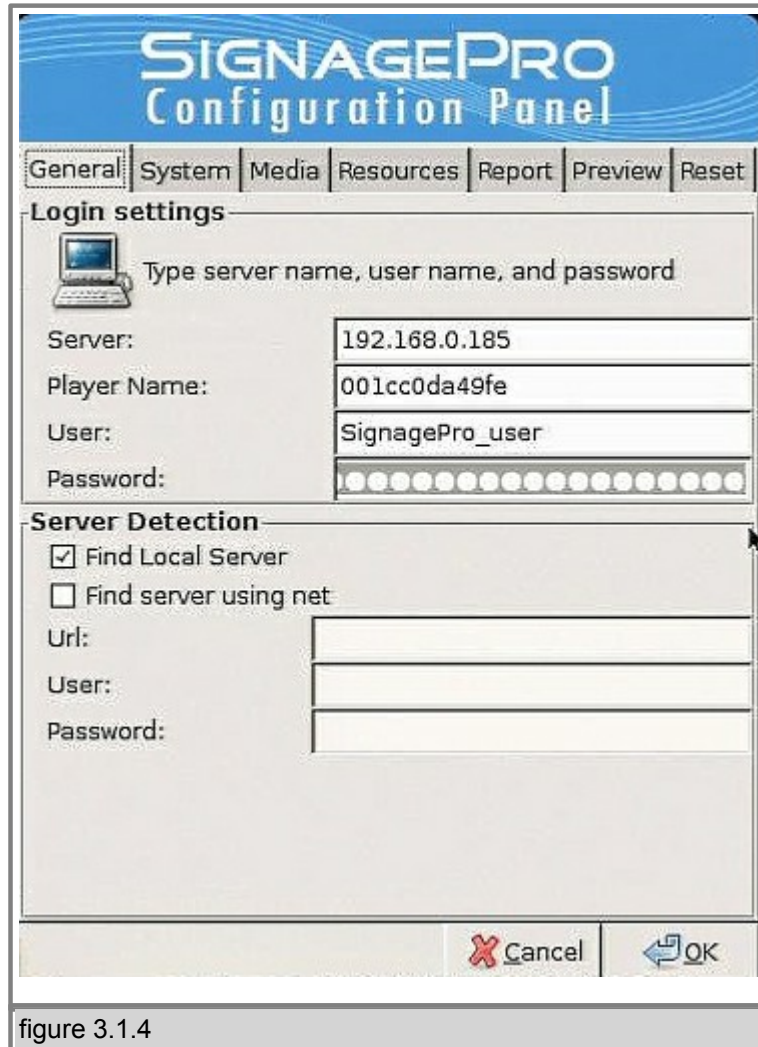 SIGNAGEPRO
Configuration Panel
General System Media Resources Report Preview Reset
Login settings
Type server name, user name, and password
Server: 192.168.0.185
Player Name: 001cc0da49fe
User: SignagePro_user
Password:
Server Detection
Find Local Server
Find server using net
Url:
User:
Password:
Cancel OK
figure 3.1.4